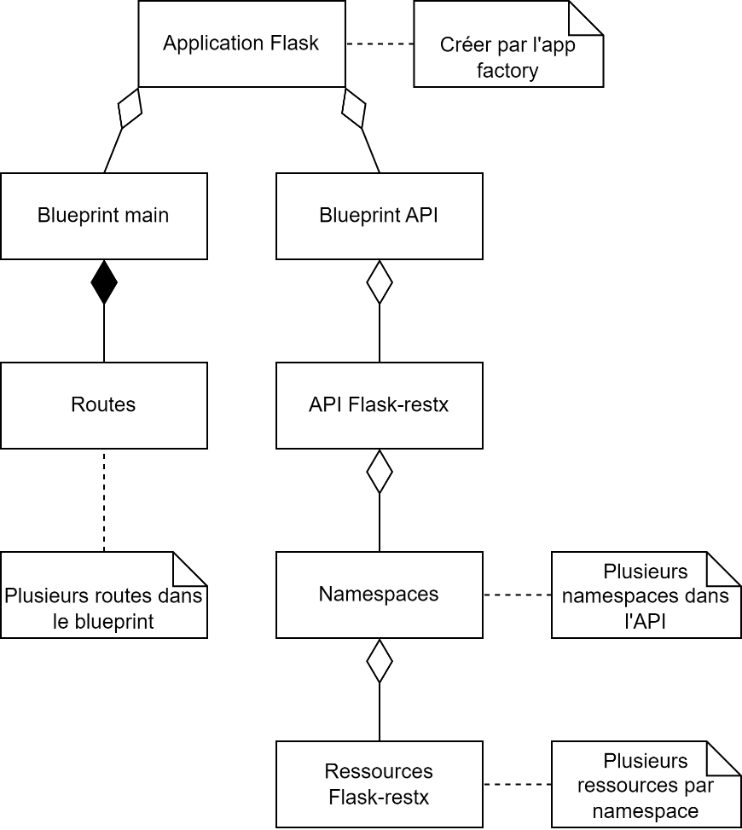 Application Flask
Créer par l'app
factory
Blueprint main
Blueprint API
Routes
API Flask-restx
Plusieurs routes dans
le blueprint
Namespaces
Plusieurs
namespaces dans
l'API
Ressources
Flask-restx
Plusieurs
ressources par
namespace